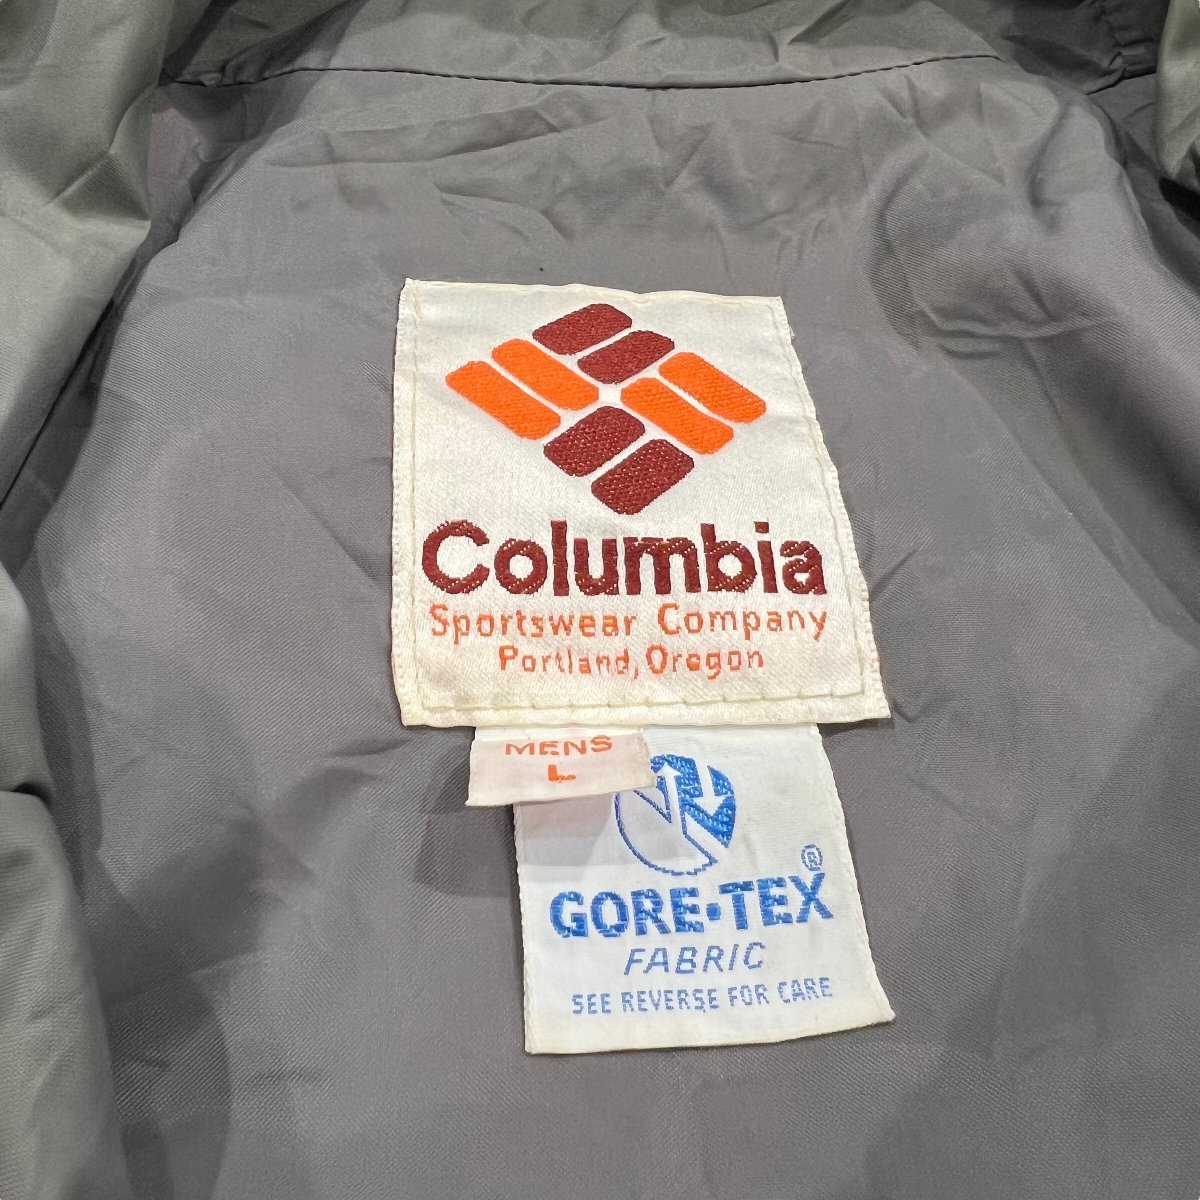 Columbia
Sportswear Company
Portland, Oregon
MENS
L
GORE-TEX®
FABRIC
SEE REVERSE FOR CARE